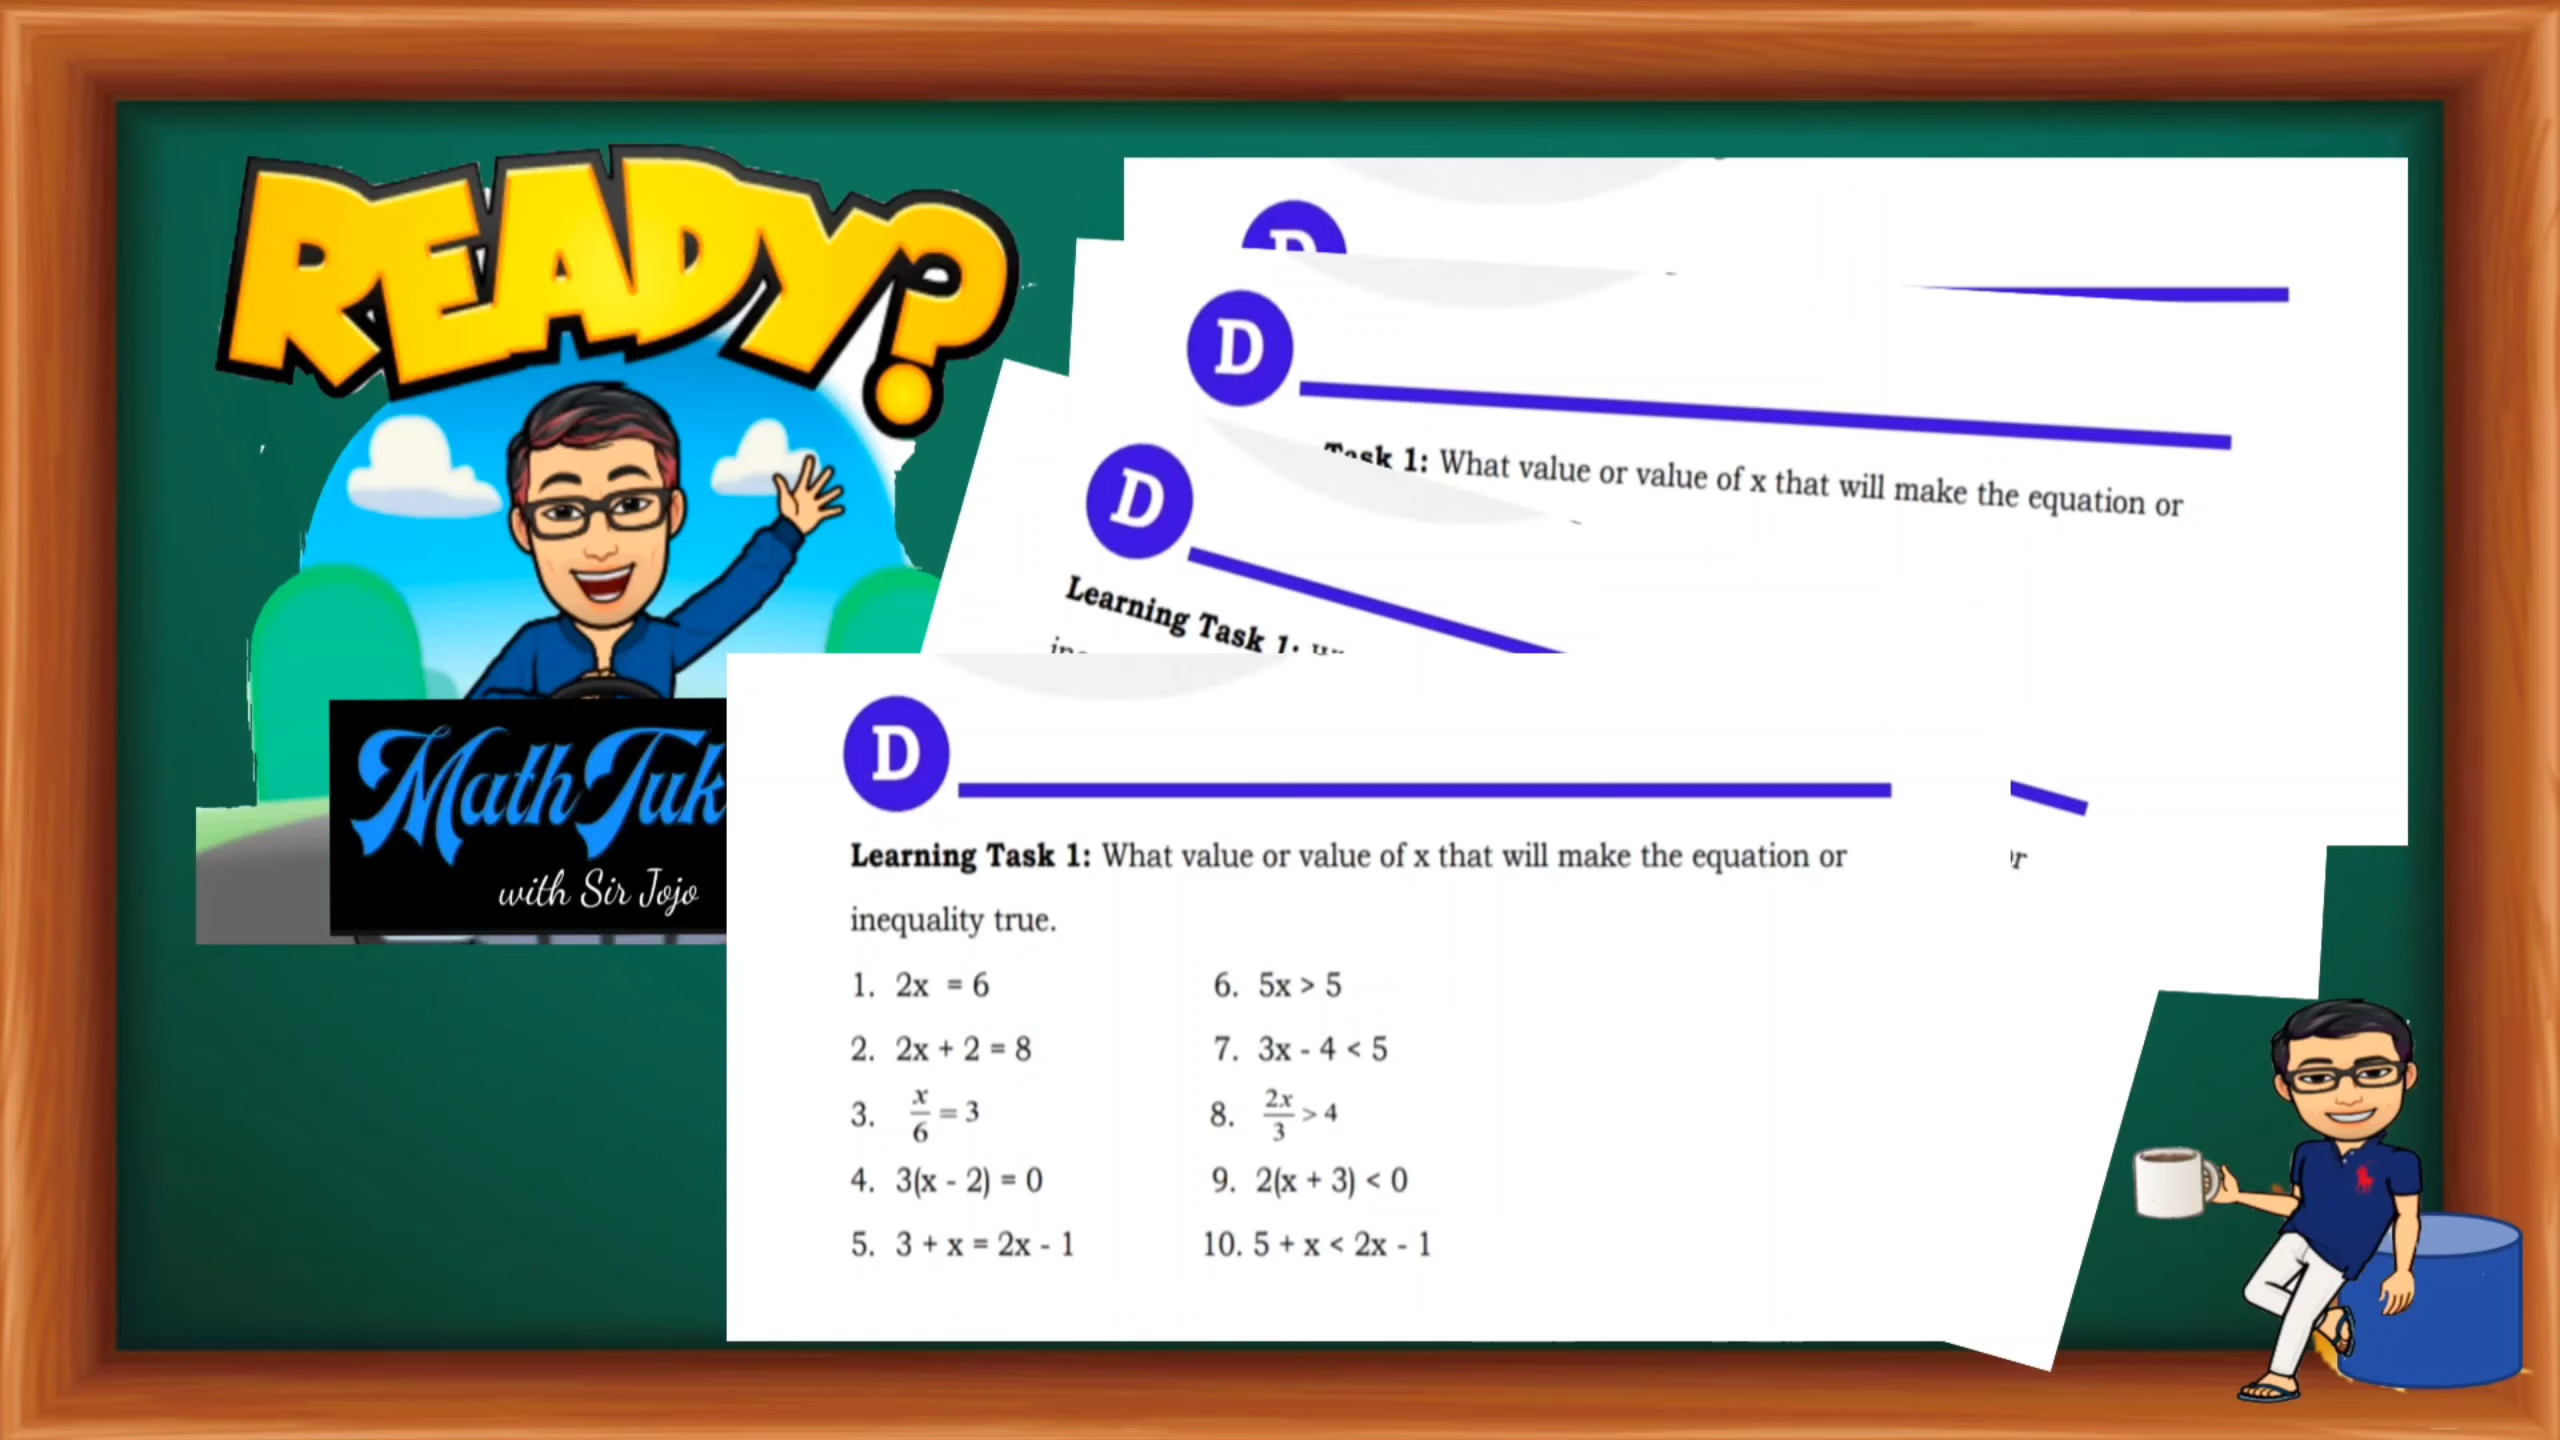 READY?
Math Tuk
with Sir Jojo
D
D
Task 1: What value or value of x that will make the equation or
D
Learning Task 1:
D
Learning Task 1: What value or value of x that will make the equation or
inequality true.
1. 2x = 6
2. 2x + 2 = 8
3. x/6 = 3
4. 3(x - 2) = 0
5. 3 + x = 2x - 1
6. 5x > 5
7. 3x - 4 < 5
8. 2x/3 > 4
9. 2(x + 3) < 0
10. 5 + x < 2x - 1